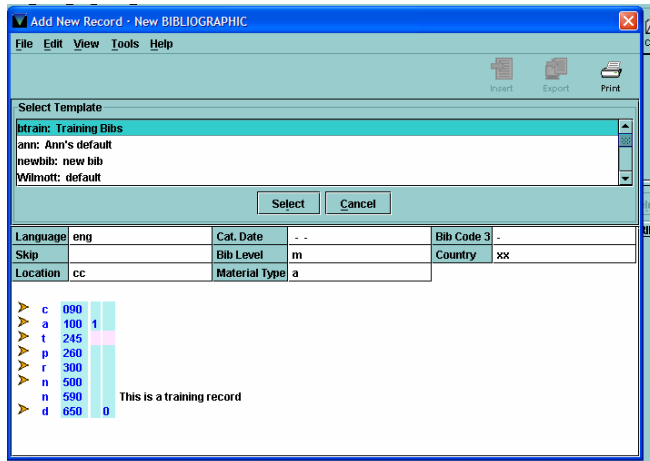 Add New Record - New BIBLIOGRAPHIC
File Edit View Tools Help
Insert Export Print
Select Template
btrain: Training Bibs
ann: Ann's default
newbib: new bib
Wilmott: default
Select Cancel
Language eng Cat. Date - - Bib Code 3 -
Skip Bib Level m Country xx
Location cc Material Type a
c 090
a 100 1
t 245
p 260
r 300
n 500
n 590 This is a training record
d 650 0